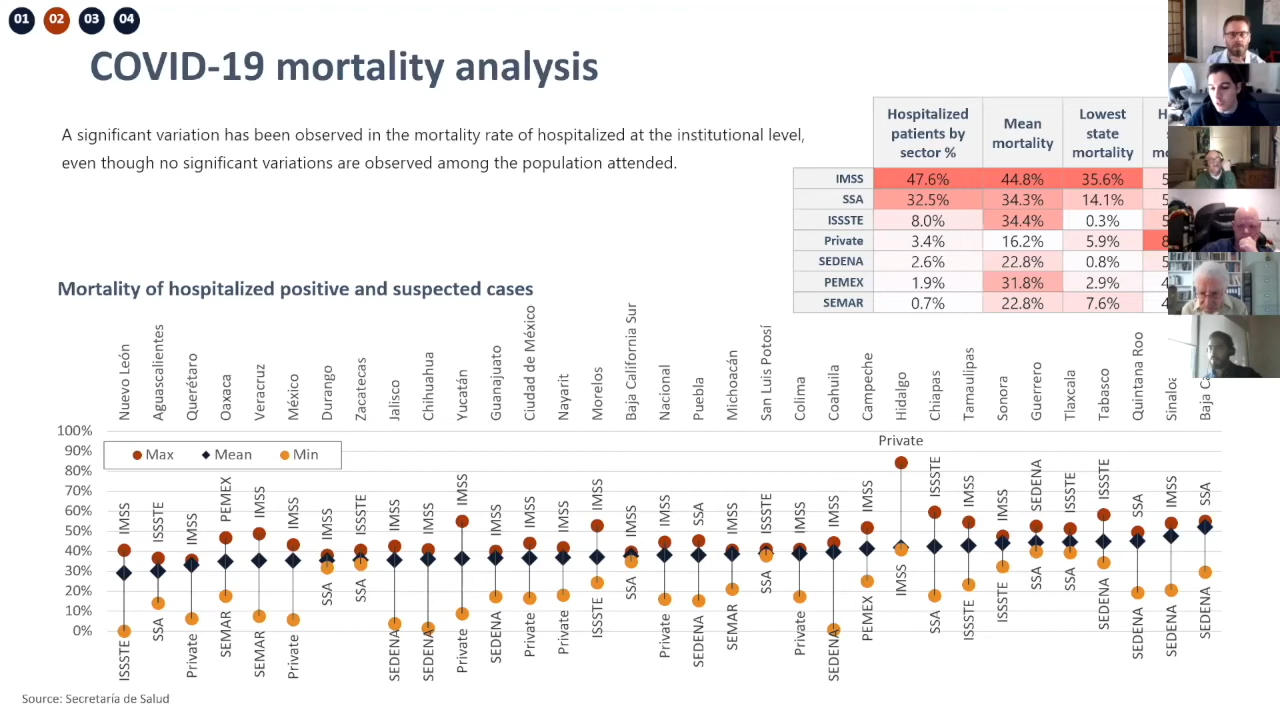 01 02 03 04
COVID-19 mortality analysis
A significant variation has been observed in the mortality rate of hospitalized at the institutional level,
even though no significant variations are observed among the population attended.
Hospitalized patients by sector % Mean mortality Lowest state mortality
IMSS 47.6% 44.8% 35.6%
SSA 32.5% 34.3% 14.1%
ISSSTE 8.0% 34.4% 0.3%
Private 3.4% 16.2% 5.9%
SEDENA 2.6% 22.8% 0.8%
PEMEX 1.9% 31.8% 2.9%
SEMAR 0.7% 22.8% 7.6%
Mortality of hospitalized positive and suspected cases
Nuevo León
Aguascalientes
Querétaro
Oaxaca
Veracruz
México
Durango
Zacatecas
Jalisco
Chihuahua
Yucatán
Guanajuato
Ciudad de México
Nayarit
Morelos
Baja California Sur
Nacional
Puebla
Michoacán
San Luis Potosí
Colima
Coahuila
Campeche
Hidalgo
Chiapas
Tamaulipas
Sonora
Guerrero
Tlaxcala
Tabasco
Quintana Roo
Baja
100%
90%
80%
70%
60%
50%
40%
30%
20%
10%
0%
Max Mean Min
IMSS
ISSSTE
IMSS
PEMEX
IMSS
IMSS
IMSS
ISSSTE
IMSS
IMSS
IMSS
IMSS
IMSS
IMSS
IMSS
IMSS
IMSS
SSA
IMSS
ISSSTE
IMSS
IMSS
IMSS
Private
ISSSTE
IMSS
IMSS
SEDENA
ISSSTE
ISSSTE
SSA
IMSS
SSA
ISSSTE
SSA
Private
SEMAR
SEMAR
Private
SSA
SSA
SEDENA
SEDENA
Private
SEDENA
Private
Private
ISSSTE
SSA
Private
SEDENA
SEMAR
SSA
Private
SEDENA
PEMEX
IMSS
SSA
ISSSTE
ISSSTE
SSA
SSA
SEDENA
SEDENA
SEDENA
SEDENA
Source: Secretaría de Salud